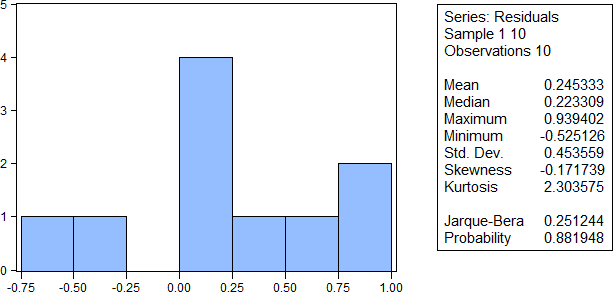 5
4
3
2
1
0
-0.75 -0.50 -0.25 0.00 0.25 0.50 0.75 1.00
Series: Residuals
Sample 1 10
Observations 10
Mean 0.245333
Median 0.223309
Maximum 0.939402
Minimum -0.525126
Std. Dev. 0.453559
Skewness -0.171739
Kurtosis 2.303575
Jarque-Bera 0.251244
Probability 0.881948